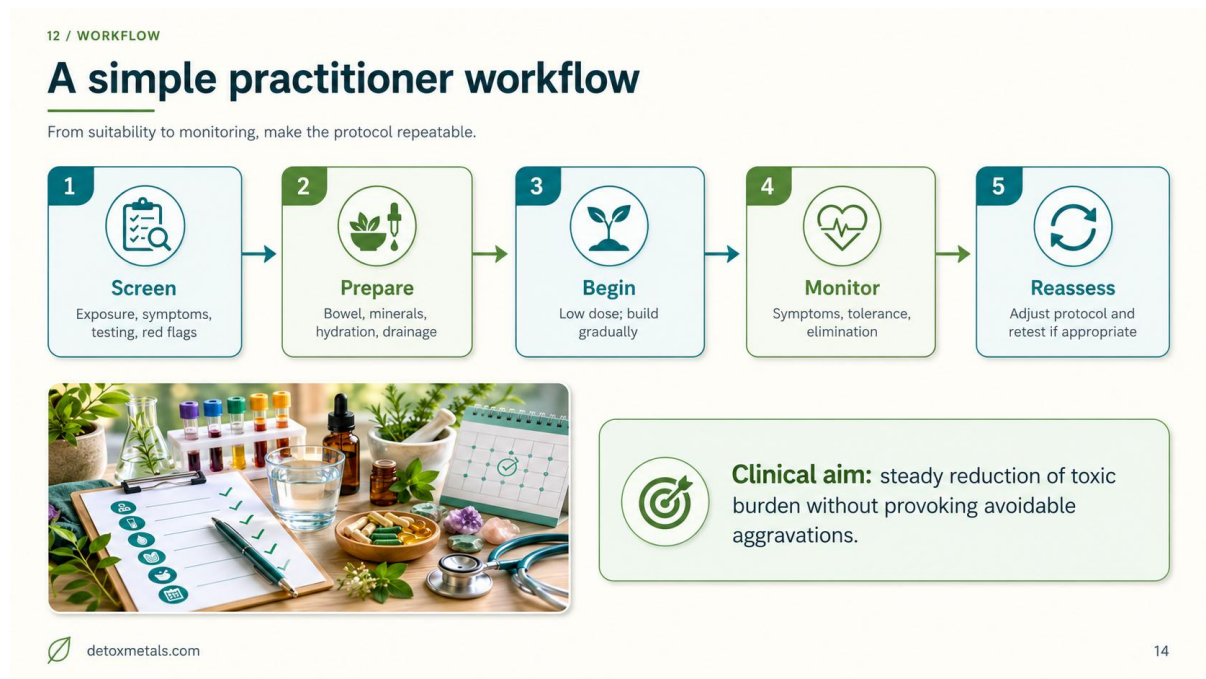 12 / WORKFLOW
A simple practitioner workflow
From suitability to monitoring, make the protocol repeatable.
1
Screen
Exposure, symptoms,
testing, red flags
2
Prepare
Bowel, minerals,
hydration, drainage
3
Begin
Low dose; build
gradually
4
Monitor
Symptoms, tolerance,
elimination
5
Reassess
Adjust protocol and
retest if appropriate
Clinical aim: steady reduction of toxic
burden without provoking avoidable
aggravations.
detoxmetals.com
14